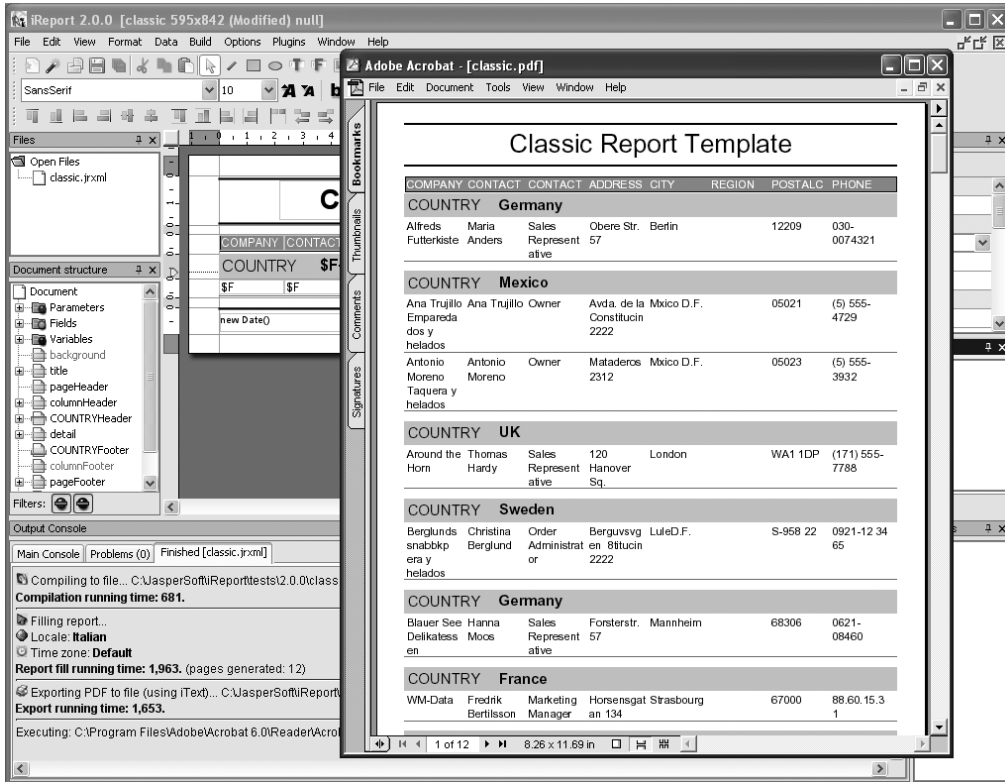 iReport 2.0.0 [classic 595x842 (Modified) null]
File Edit View Format Data Build Options Plugins Window Help
SansSerif 10 A A b
Files
Open Files
classic.jrxml
Document structure
Document
Parameters
Fields
Variables
background
title
pageHeader
columnHeader
COUNTRYHeader
detail
COUNTRYFooter
columnFooter
pageFooter
Filters:
1 0 1 2 3 4
C
COMPANY CONTACT
COUNTRY $F
$F $F
new Date()
Output Console
Main Console Problems (0) Finished [classic.jrxml]
Compiling to file... C:\JasperSoft\iReport\tests\2.0.0\class
Compilation running time: 681.
Filling report...
Locale: Italian
Time zone: Default
Report fill running time: 1,963. (pages generated: 12)
Exporting PDF to file (using iText)... C:\JasperSoft\iReport\
Export running time: 1,653.
Executing: C:\Program Files\Adobe\Acrobat 6.0\Reader\Acro
Adobe Acrobat - [classic.pdf]
File Edit Document Tools View Window Help
Bookmarks
Thumbnails
Comments
Signatures
Classic Report Template
COMPANY CONTACT CONTACT ADDRESS CITY REGION POSTALC PHONE
COUNTRY Germany
Alfreds Maria Sales Obere Str. Berlin 12209 030-
Futterkiste Anders Represent 57 0074321
ative
COUNTRY Mexico
Ana Trujillo Ana Trujillo Owner Avda. de la Mxico D.F. 05021 (5) 555-
Empareda Constitucin 4729
dos y 2222
helados
Antonio Antonio Owner Mataderos Mxico D.F. 05023 (5) 555-
Moreno Moreno 2312 3932
Taquera y
helados
COUNTRY UK
Around the Thomas Sales 120 London WA1 1DP (171) 555-
Horn Hardy Represent Hanover 7788
ative Sq.
COUNTRY Sweden
Berglunds Christina Order Berguvsvg LuleD.F. S-958 22 0921-12 34
snabbkp Berglund Administrat en 8titucin 65
era y or 2222
helados
COUNTRY Germany
Blauer See Hanna Sales Forsterstr. Mannheim 68306 0621-
Delikatess Moos Represent 57 08460
en ative
COUNTRY France
WM-Data Fredrik Marketing Horsensgat Strasbourg 67000 88.60.15.3
Bertilsson Manager an 134 1
1 of 12 8.26 x 11.69 in